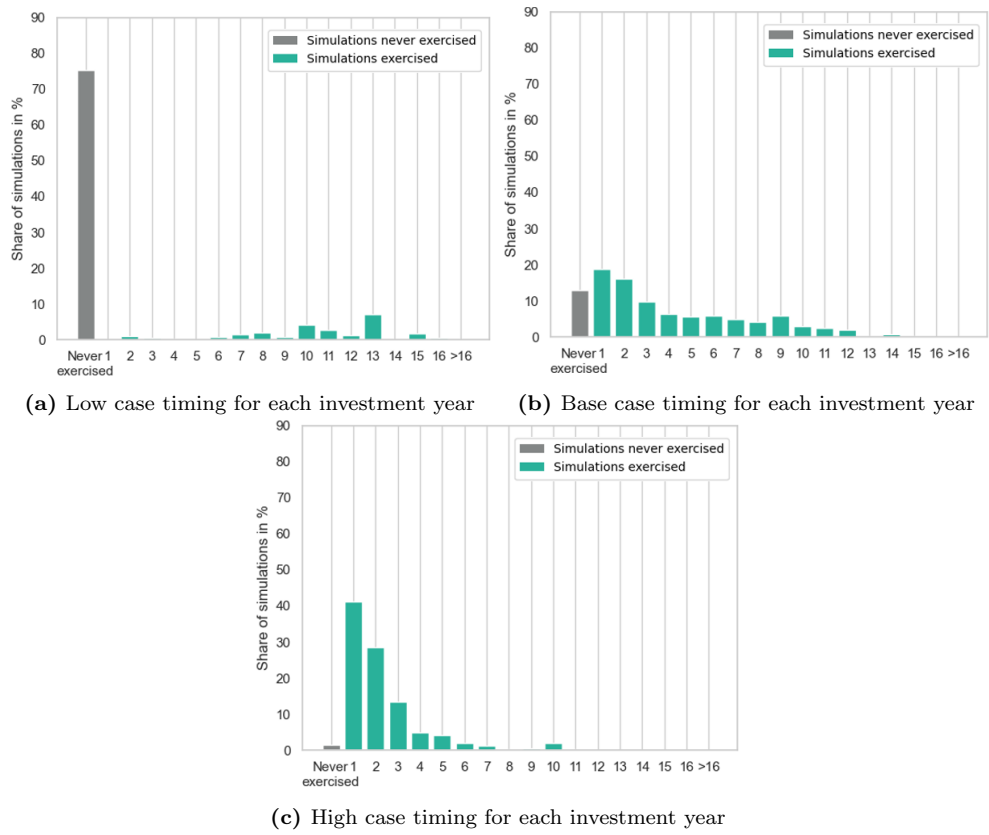 90
80
70
60
50
40
30
20
10
0
Share of simulations in %
Simulations never exercised
Simulations exercised
Never 1 2 3 4 5 6 7 8 9 10 11 12 13 14 15 16 >16
exercised
(a) Low case timing for each investment year
90
80
70
60
50
40
30
20
10
0
Share of simulations in %
Simulations never exercised
Simulations exercised
Never 1 2 3 4 5 6 7 8 9 10 11 12 13 14 15 16 >16
exercised
(b) Base case timing for each investment year
90
80
70
60
50
40
30
20
10
0
Share of simulations in %
Simulations never exercised
Simulations exercised
Never 1 2 3 4 5 6 7 8 9 10 11 12 13 14 15 16 >16
exercised
(c) High case timing for each investment year